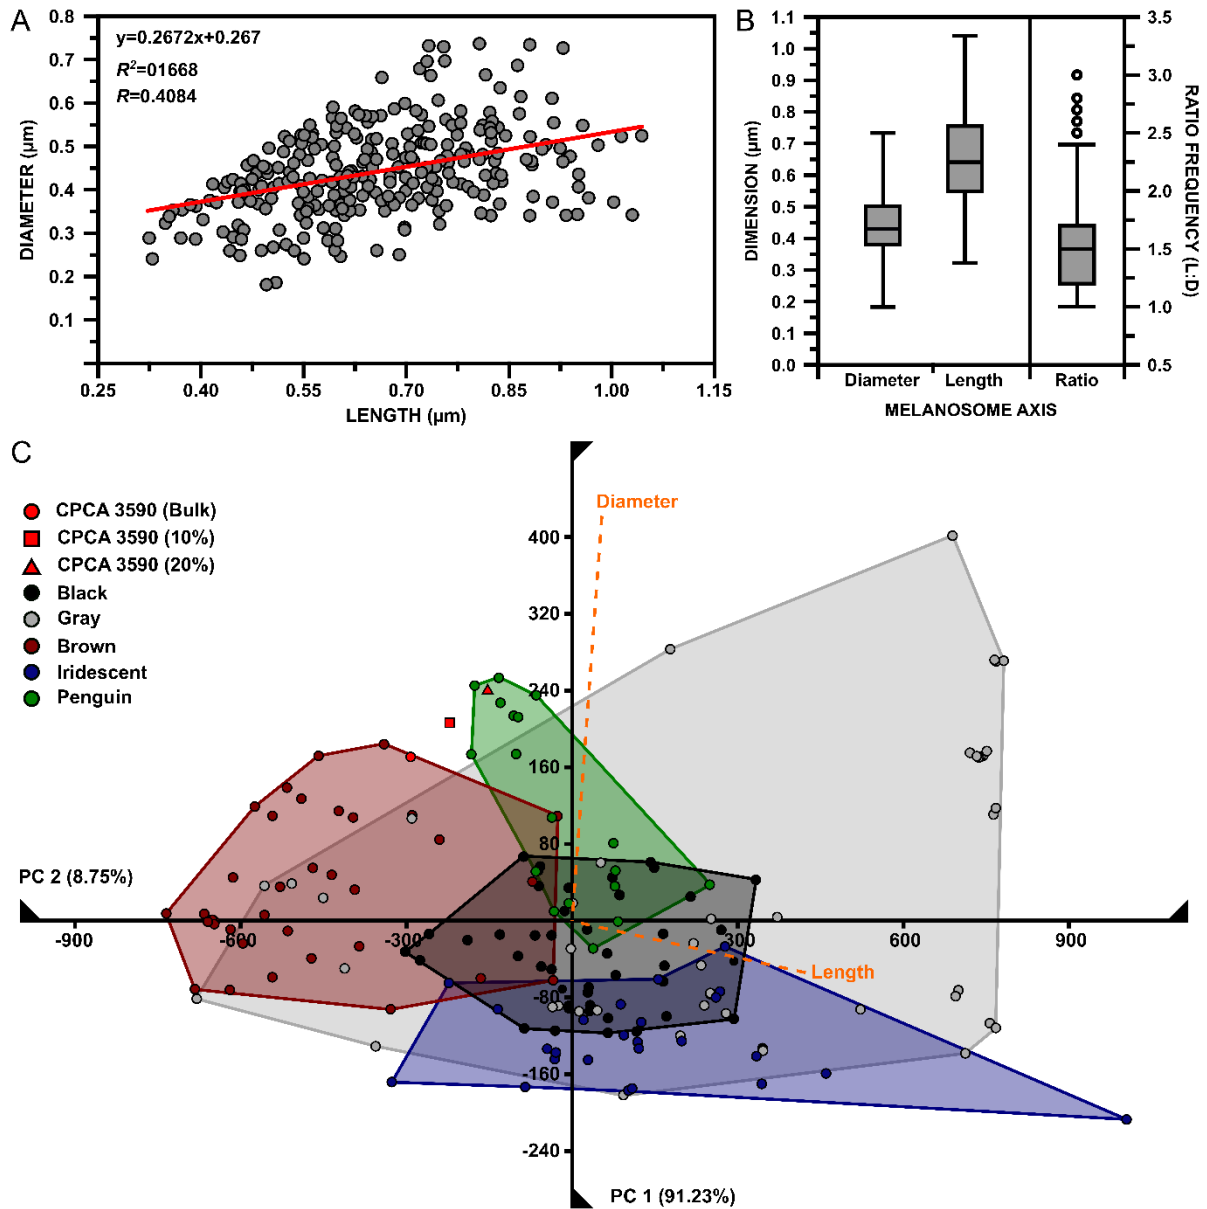 A
y=0.2672x+0.267
R²=01668
R=0.4084
0.8
0.7
0.6
0.5
0.4
0.3
0.2
0.1
DIAMETER (µm)
0.25 0.40 0.55 0.70 0.85 1.00 1.15
LENGTH (µm)
B
1.1
1.0
0.9
0.8
0.7
0.6
0.5
0.4
0.3
0.2
0.1
0.0
DIMENSION (µm)
3.5
3.0
2.5
2.0
1.5
1.0
0.5
RATIO FREQUENCY (L:D)
Diameter Length Ratio
MELANOSOME AXIS
C
CPCA 3590 (Bulk)
CPCA 3590 (10%)
CPCA 3590 (20%)
Black
Gray
Brown
Iridescent
Penguin
Diameter
Length
400
320
240
160
80
-80
-160
-240
PC 2 (8.75%)
-900 -600 -300 300 600 900
PC 1 (91.23%)